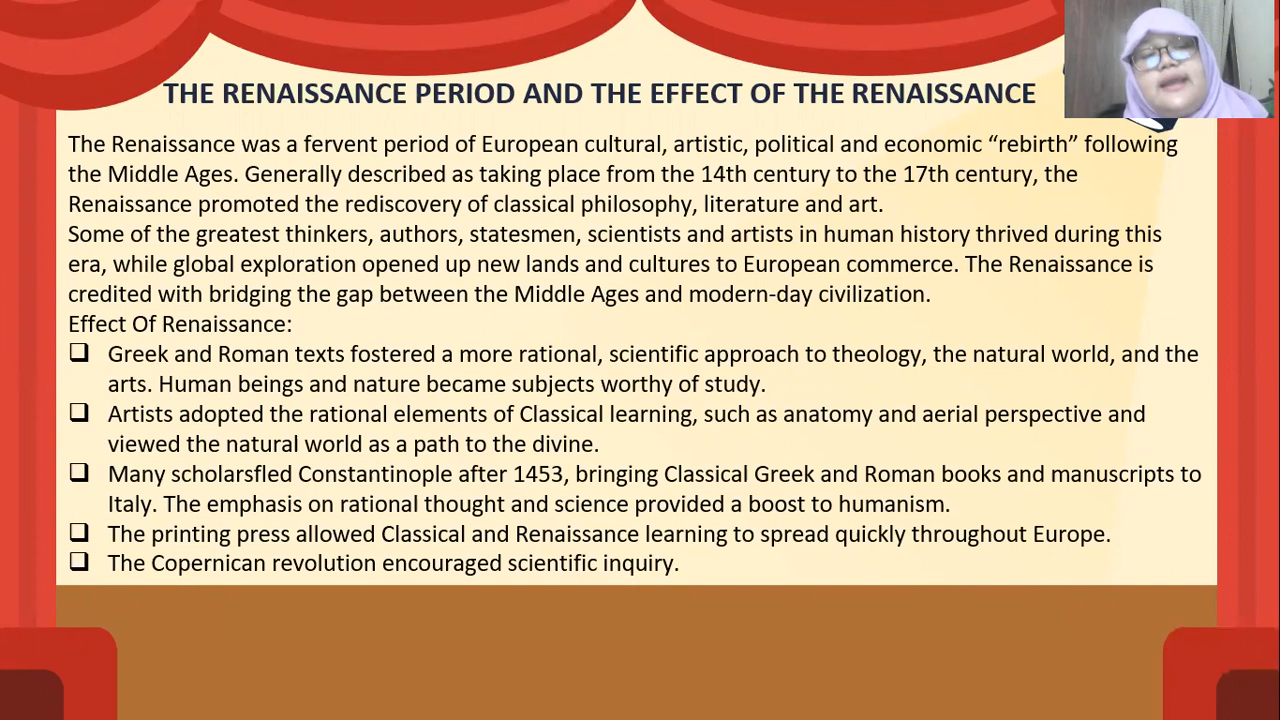 THE RENAISSANCE PERIOD AND THE EFFECT OF THE RENAISSANCE
The Renaissance was a fervent period of European cultural, artistic, political and economic “rebirth” following
the Middle Ages. Generally described as taking place from the 14th century to the 17th century, the
Renaissance promoted the rediscovery of classical philosophy, literature and art.
Some of the greatest thinkers, authors, statesmen, scientists and artists in human history thrived during this
era, while global exploration opened up new lands and cultures to European commerce. The Renaissance is
credited with bridging the gap between the Middle Ages and modern-day civilization.
Effect Of Renaissance:
❑ Greek and Roman texts fostered a more rational, scientific approach to theology, the natural world, and the
arts. Human beings and nature became subjects worthy of study.
❑ Artists adopted the rational elements of Classical learning, such as anatomy and aerial perspective and
viewed the natural world as a path to the divine.
❑ Many scholarsfled Constantinople after 1453, bringing Classical Greek and Roman books and manuscripts to
Italy. The emphasis on rational thought and science provided a boost to humanism.
❑ The printing press allowed Classical and Renaissance learning to spread quickly throughout Europe.
❑ The Copernican revolution encouraged scientific inquiry.